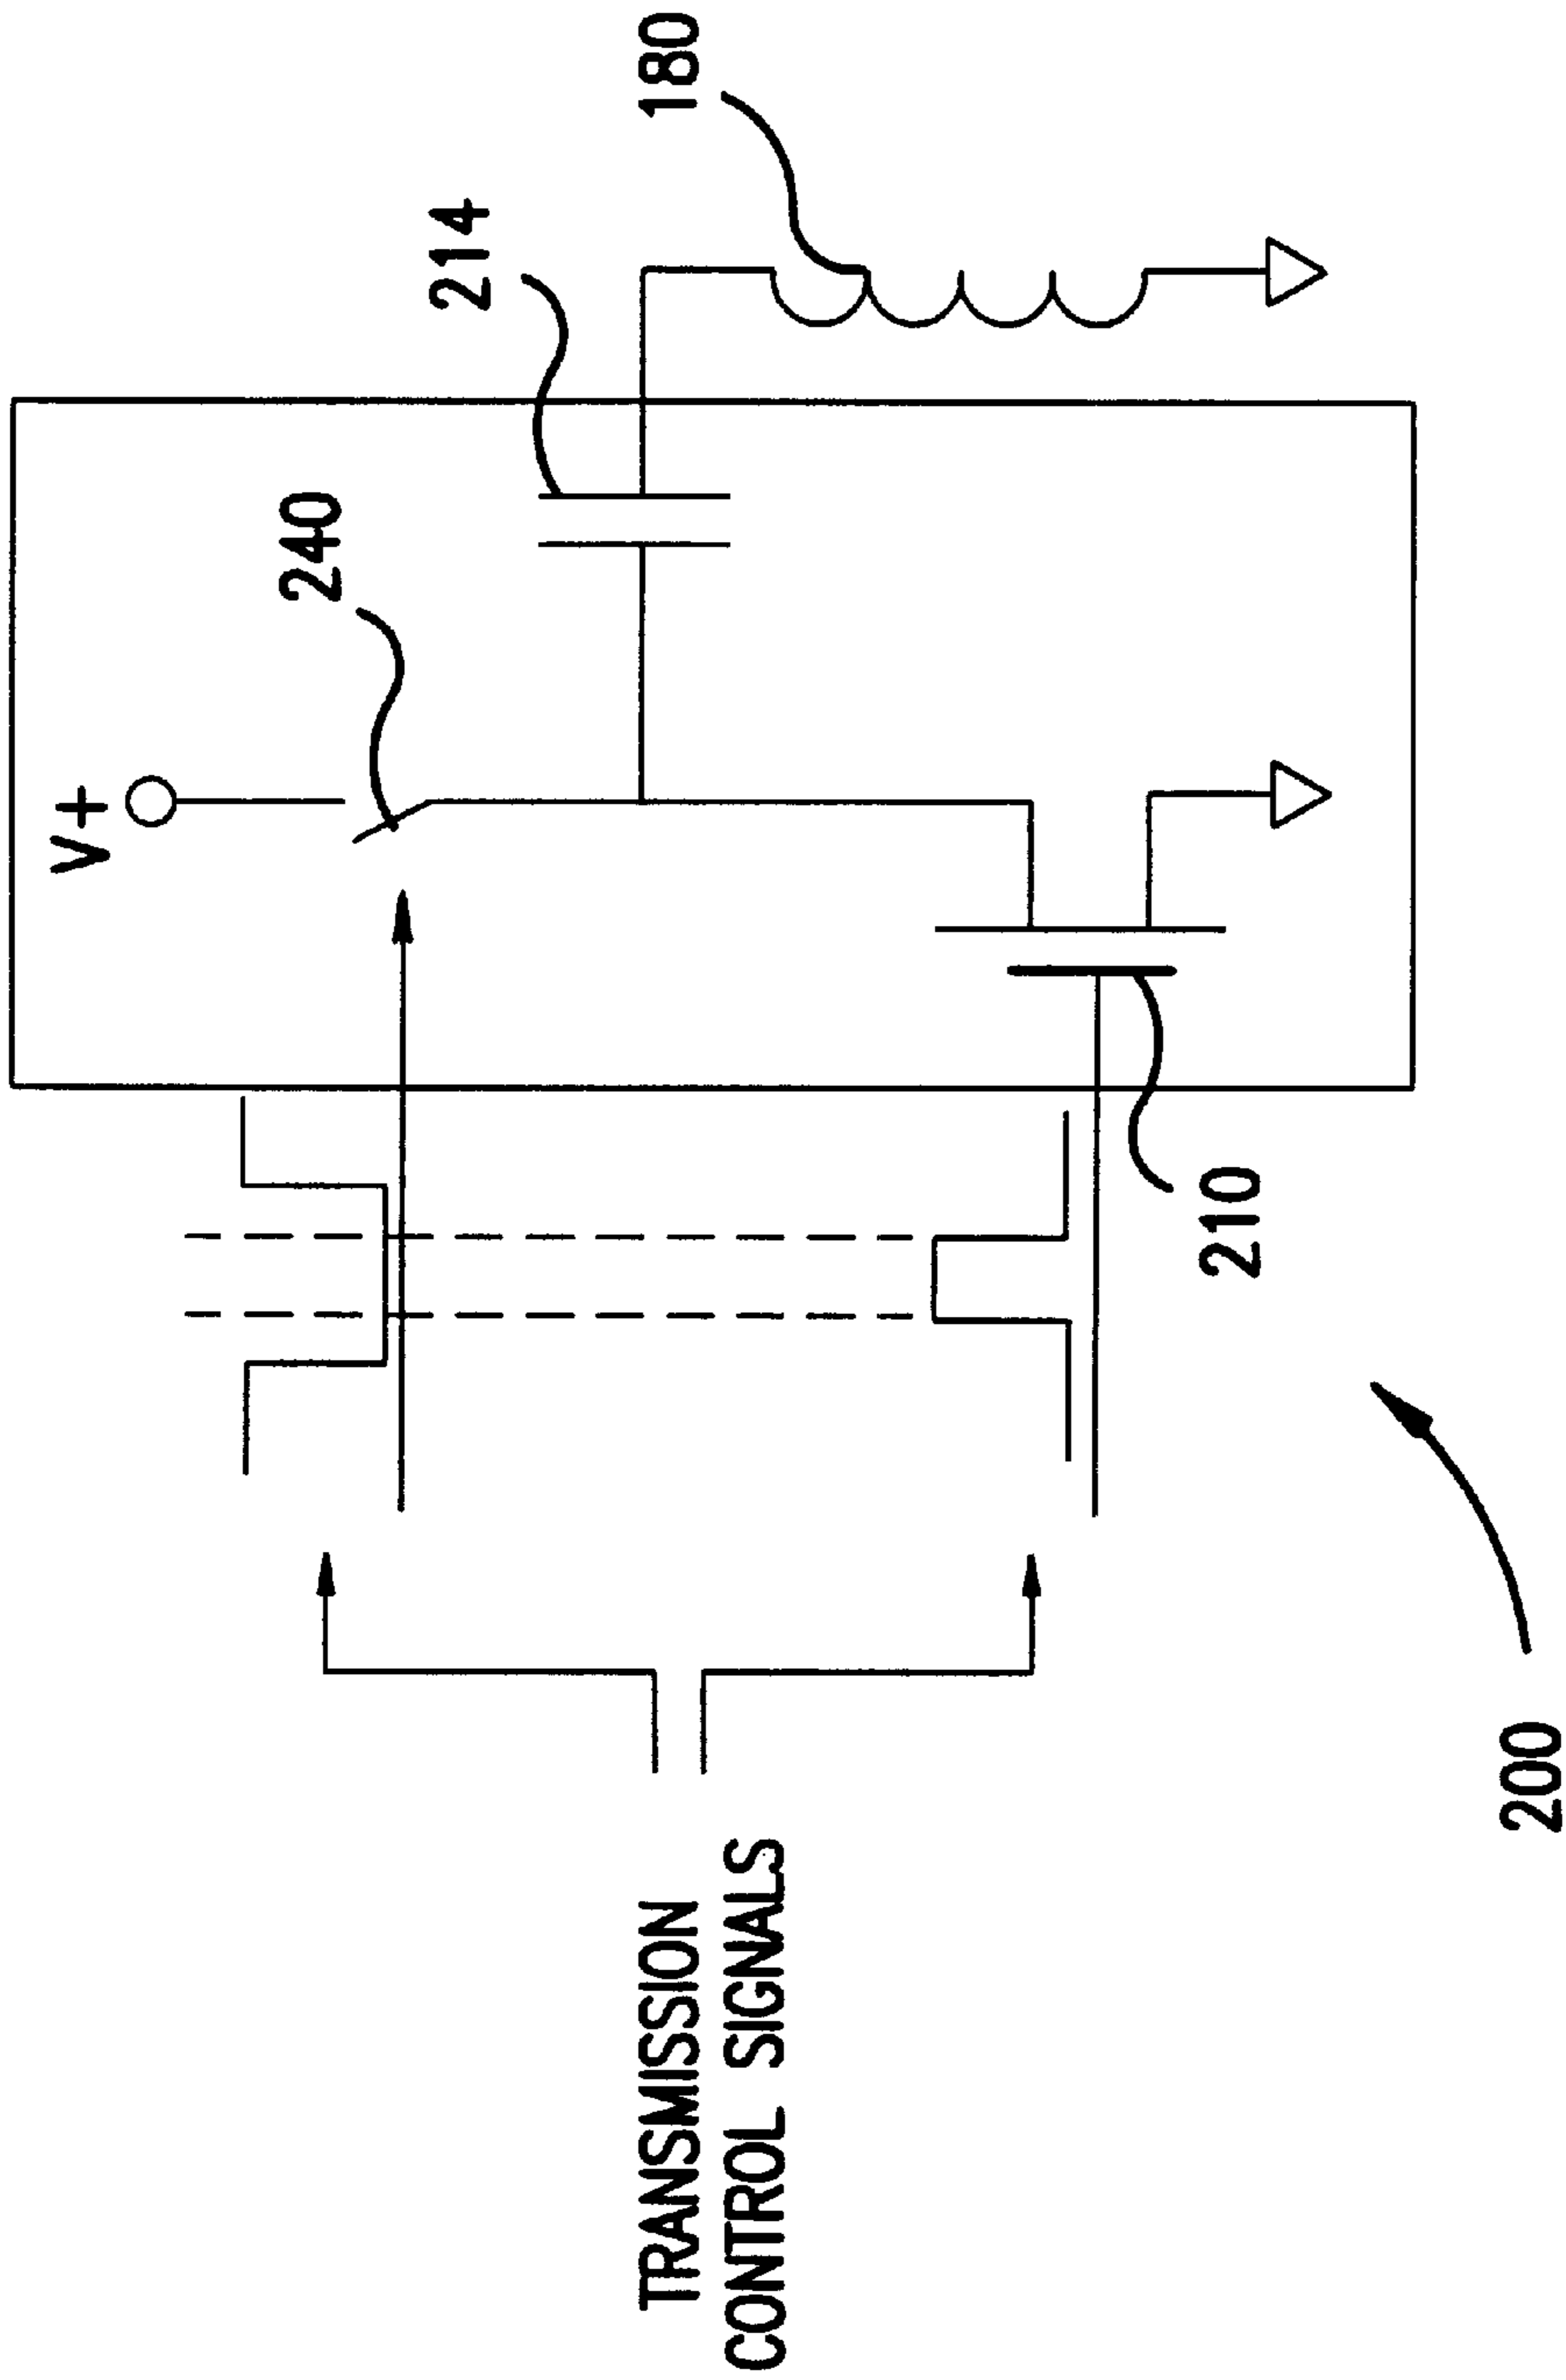 V+
240
214
180
TRANSMISSION
CONTROL SIGNALS
210
200